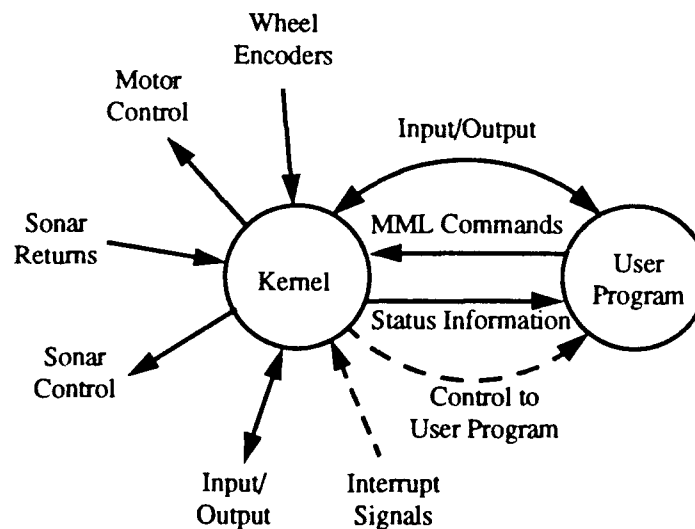 Wheel
Encoders
Motor
Control
Input/Output
Sonar
Returns
MML Commands
Kernel
User
Program
Status Information
Sonar
Control
Control to
User Program
Input/
Output
Interrupt
Signals